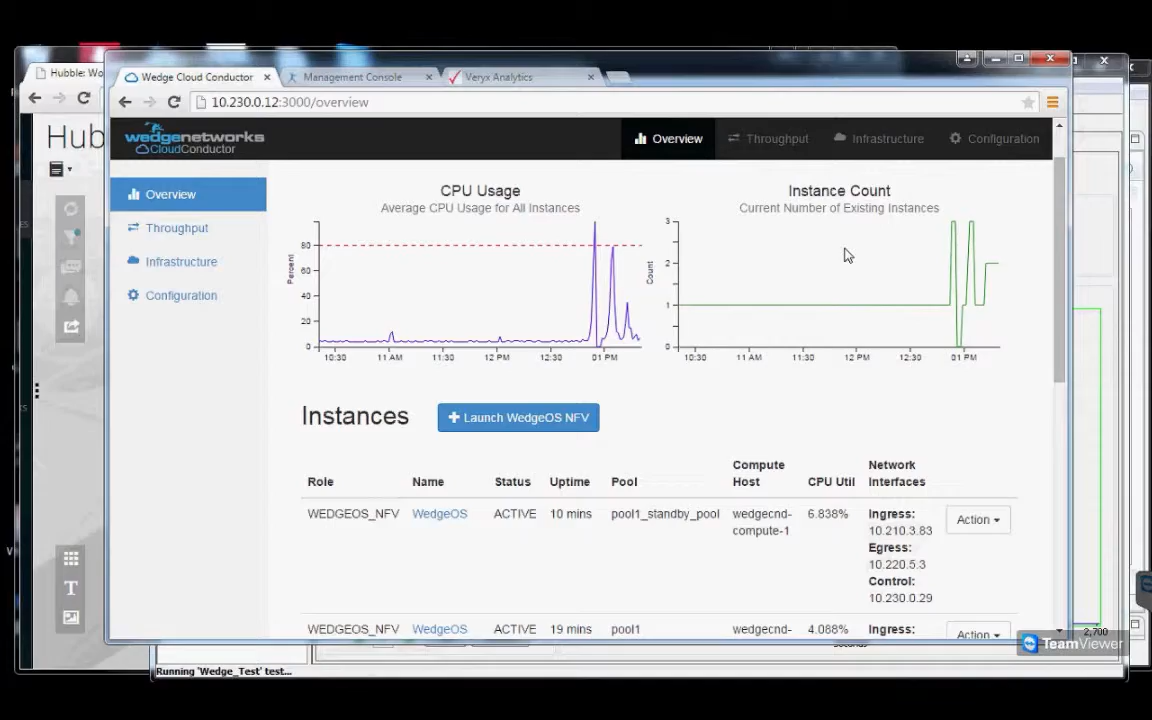 Hubble: Wo
Wedge Cloud Conductor
Management Console
Veryx Analytics
10.230.0.12:3000/overview
Hub
wedgenetworks
CloudConductor
Overview
Throughput
Infrastructure
Configuration
Overview
Throughput
Infrastructure
Configuration
CPU Usage
Average CPU Usage for All Instances
Percent
80
60
40
20
0
10:30
11 AM
11:30
12 PM
12:30
01 PM
Instance Count
Current Number of Existing Instances
Count
3
2
1
0
10:30
11 AM
11:30
12 PM
12:30
01 PM
Instances
Launch WedgeOS NFV
Role Name Status Uptime Pool Compute Host CPU Util Network Interfaces
WEDGEOS_NFV WedgeOS ACTIVE 10 mins pool1_standby_pool wedgecnd-compute-1 6.838% Ingress: Action
10.210.3.83
Egress:
10.220.5.3
Control:
10.230.0.29
WEDGEOS_NFV WedgeOS ACTIVE 19 mins pool1 wedgecnd- 4.088% Ingress: Action
2,700
TeamViewer
Running 'Wedge_Test' test...